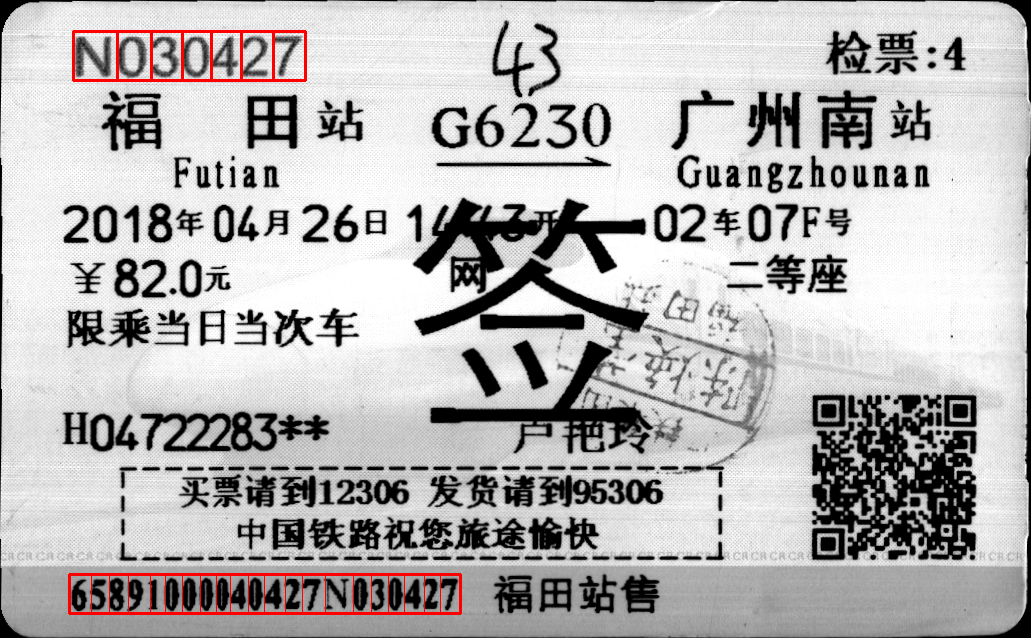 N030427
43
检票:4
福田站 G6230 广州南站
Futian Guangzhounan
2018年04月26日 14:43开 02车07F号
￥82.0元 网 二等座
限乘当日当次车
签
H04722283** 卢艳玲
买票请到12306 发货请到95306
中国铁路祝您旅途愉快
65891000040427N030427 福田站售